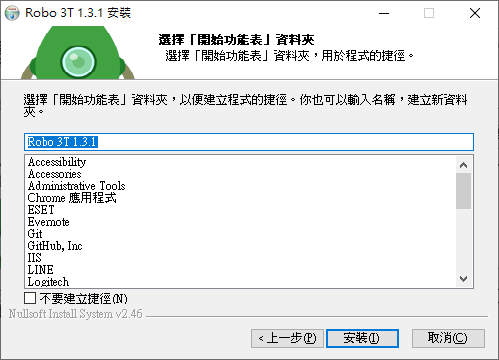 Robo 3T 1.3.1 安裝
選擇「開始功能表」資料夾
選擇「開始功能表」資料夾，用於程式的捷徑。
選擇「開始功能表」資料夾，以便建立程式的捷徑。你也可以輸入名稱，建立新資料
夾。
Robo 3T 1.3.1
Accessibility
Accessories
Administrative Tools
Chrome 應用程式
ESET
Evernote
Git
GitHub, Inc
IIS
LINE
Logitech
不要建立捷徑(N)
Nullsoft Install System v2.46
< 上一步(P)
安裝(I)
取消(C)